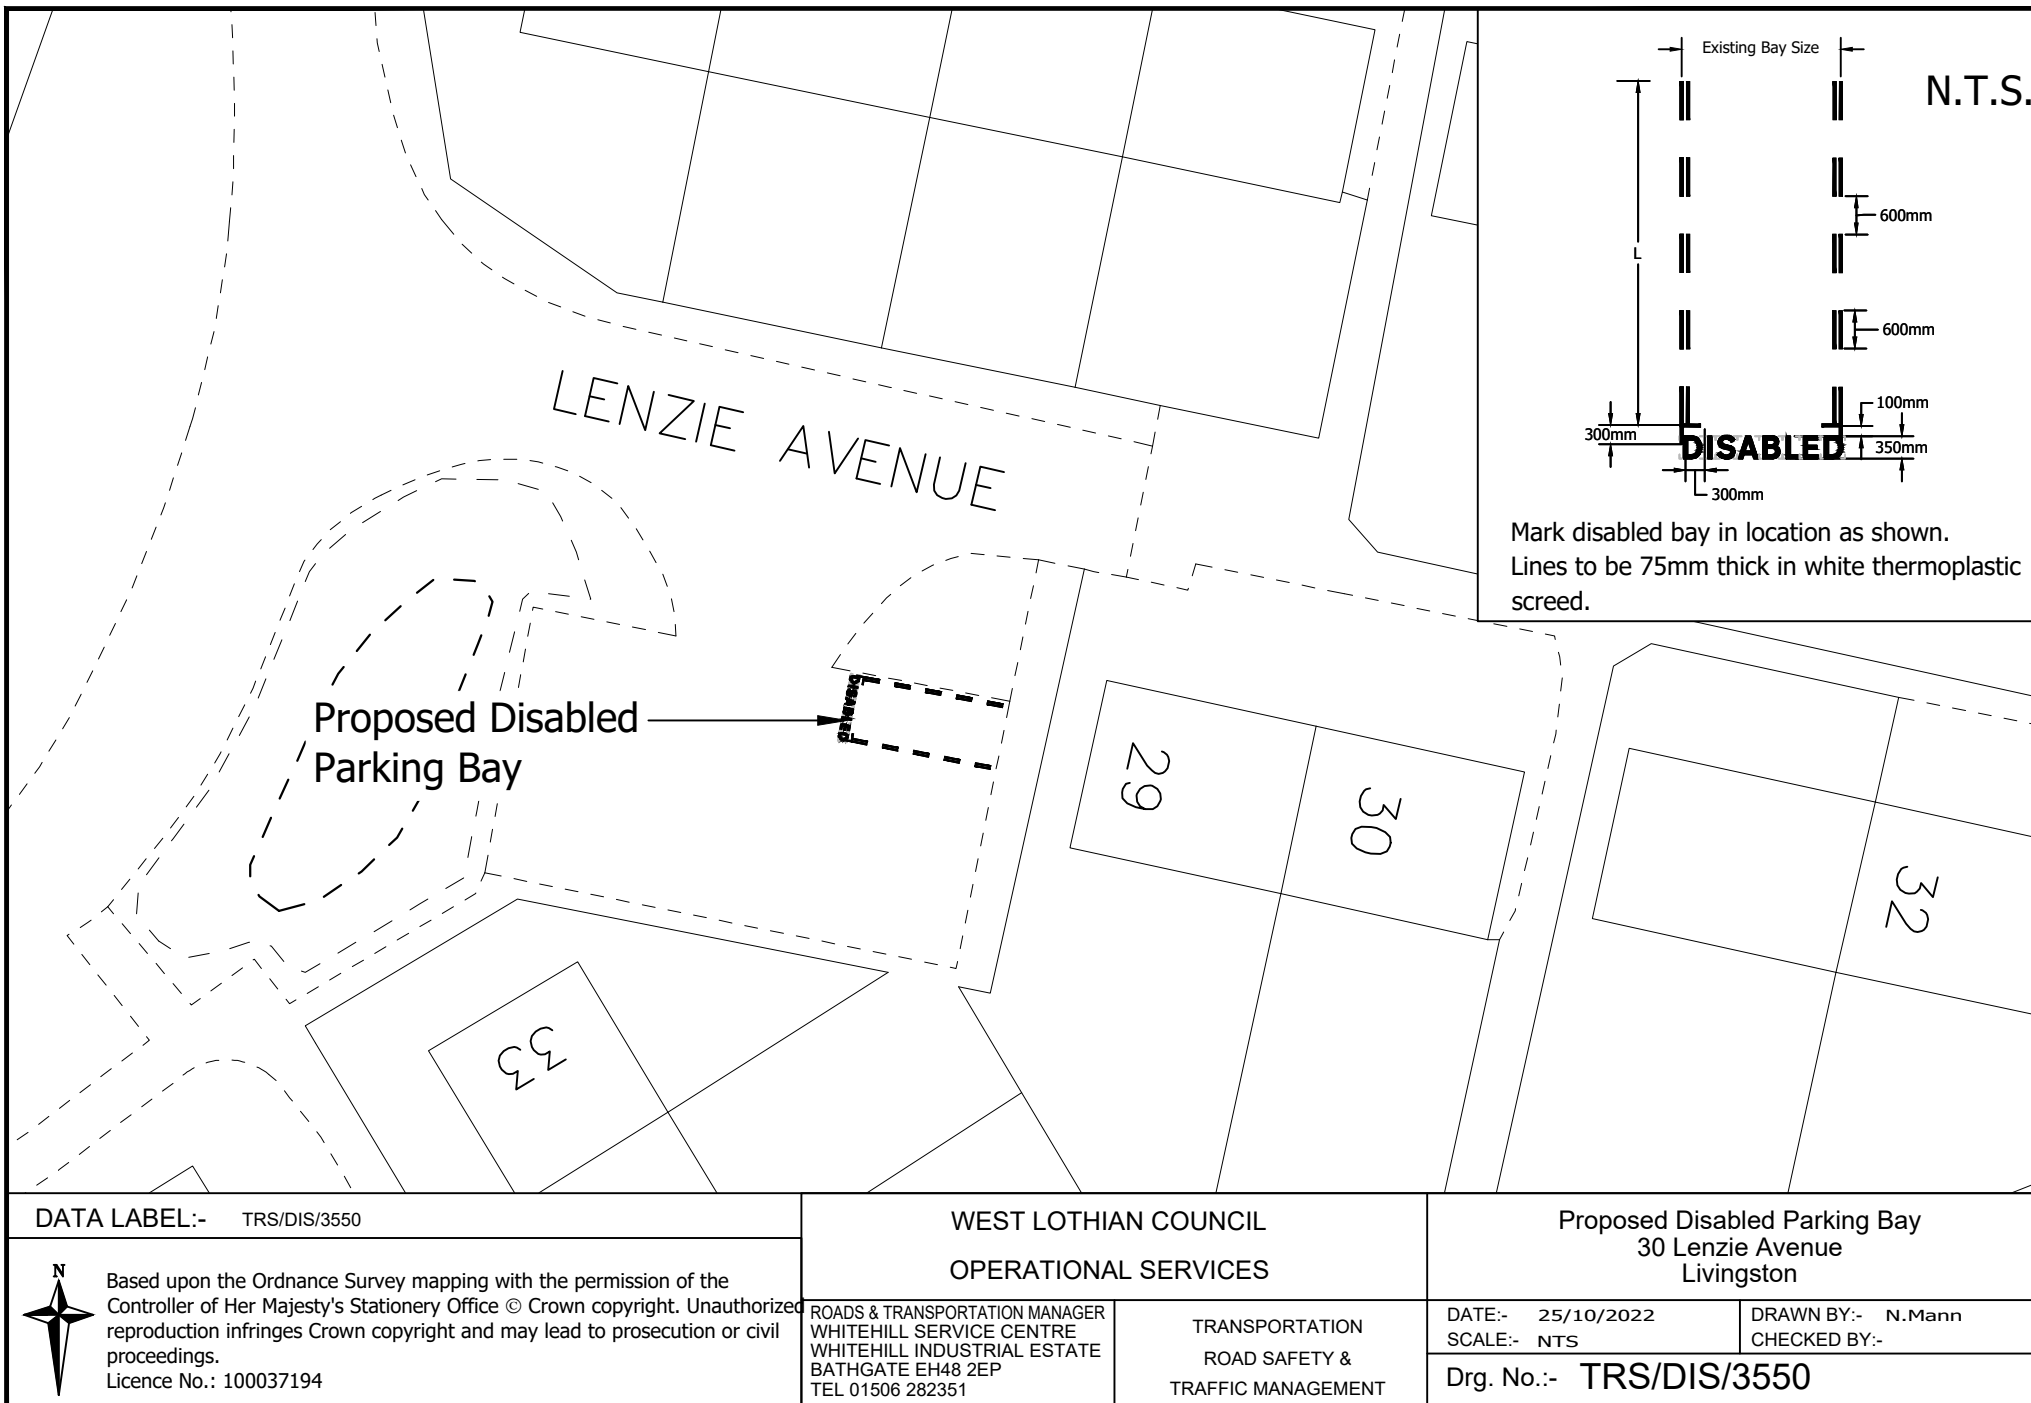 Existing Bay Size
N.T.S.
L
600mm
600mm
100mm
300mm
DISABLED
350mm
300mm
Mark disabled bay in location as shown.
Lines to be 75mm thick in white thermoplastic
screed.
LENZIE AVENUE
DISABLED
Proposed Disabled
Parking Bay
29
30
32
33
DATA LABEL:- TRS/DIS/3550
N
Based upon the Ordnance Survey mapping with the permission of the
Controller of Her Majesty's Stationery Office © Crown copyright. Unauthorized
reproduction infringes Crown copyright and may lead to prosecution or civil
proceedings.
Licence No.: 100037194
WEST LOTHIAN COUNCIL
OPERATIONAL SERVICES
ROADS & TRANSPORTATION MANAGER
WHITEHILL SERVICE CENTRE
WHITEHILL INDUSTRIAL ESTATE
BATHGATE EH48 2EP
TEL 01506 282351
TRANSPORTATION
ROAD SAFETY &
TRAFFIC MANAGEMENT
Proposed Disabled Parking Bay
30 Lenzie Avenue
Livingston
DATE:- 25/10/2022
SCALE:- NTS
DRAWN BY:- N.Mann
CHECKED BY:-
Drg. No.:- TRS/DIS/3550